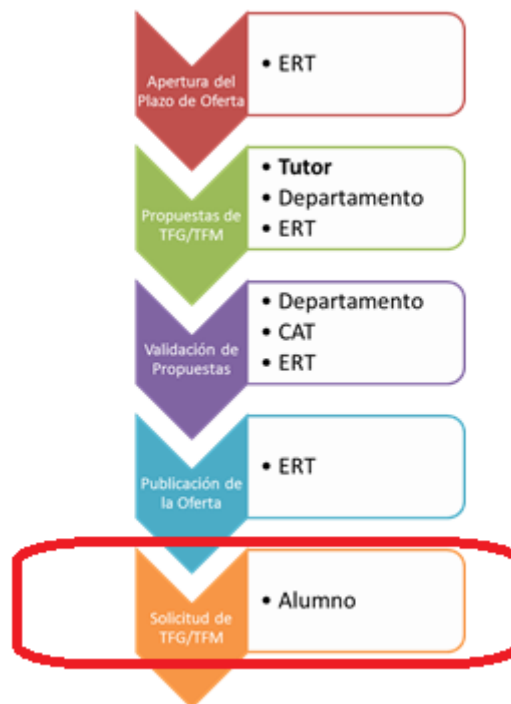 Apertura del
Plazo de Oferta
• ERT
Propuestas de
TFG/TFM
• Tutor
• Departamento
• ERT
Validación de
Propuestas
• Departamento
• CAT
• ERT
Publicación de
la Oferta
• ERT
Solicitud de
TFG/TFM
• Alumno